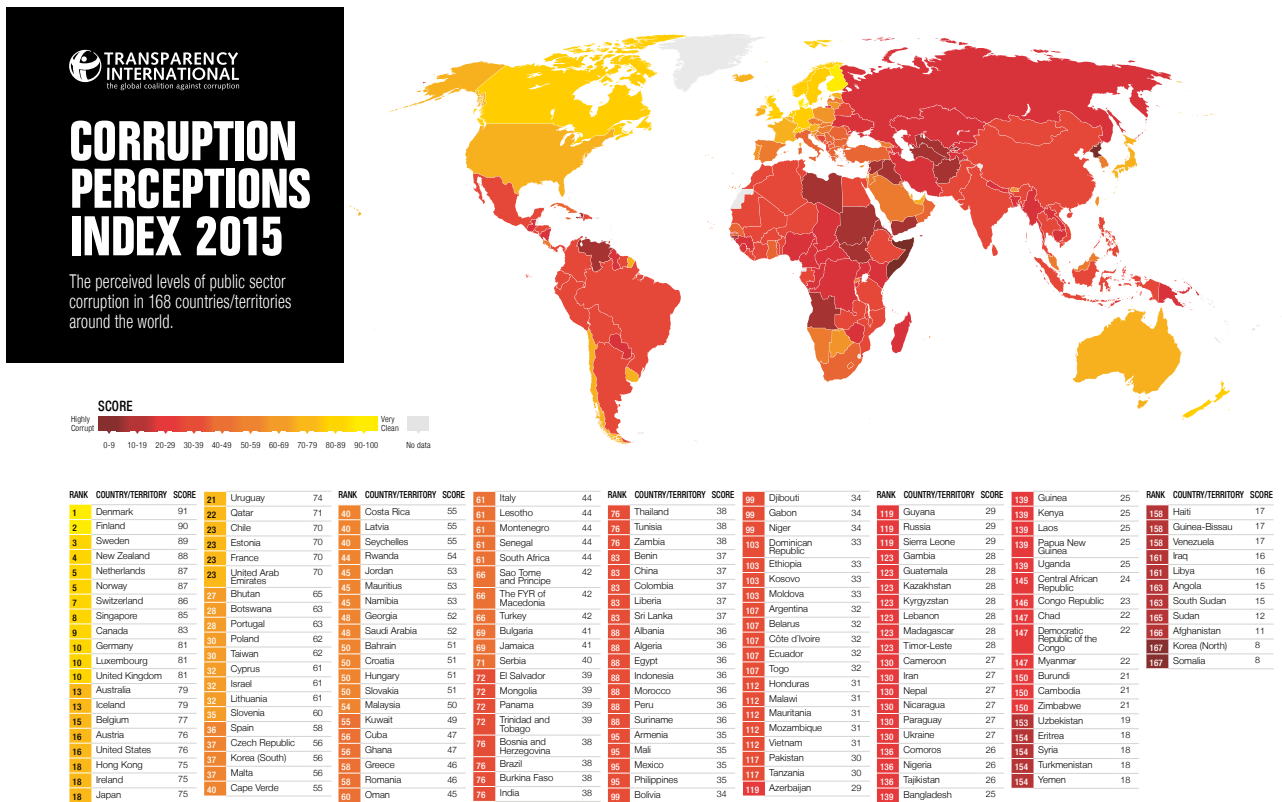 TRANSPARENCY
INTERNATIONAL
the global coalition against corruption
CORRUPTION
PERCEPTIONS
INDEX 2015
The perceived levels of public sector
corruption in 168 countries/territories
around the world.
SCORE
Highly
Corrupt
Very
Clean
0-9 10-19 20-29 30-39 40-49 50-59 60-69 70-79 80-89 90-100 No data
RANK COUNTRY/TERRITORY SCORE
1 Denmark 91
2 Finland 90
3 Sweden 89
4 New Zealand 88
5 Netherlands 87
5 Norway 87
7 Switzerland 86
8 Singapore 85
9 Canada 83
10 Germany 81
10 Luxembourg 81
10 United Kingdom 81
13 Australia 79
13 Iceland 79
15 Belgium 77
16 Austria 76
16 United States 76
18 Hong Kong 75
18 Ireland 75
18 Japan 75
21 Uruguay 74
22 Qatar 71
23 Chile 70
23 Estonia 70
23 France 70
23 United Arab 70
Emirates
27 Bhutan 65
28 Botswana 63
28 Portugal 63
30 Poland 62
30 Taiwan 62
32 Cyprus 61
32 Israel 61
32 Lithuania 61
35 Slovenia 60
36 Spain 58
37 Czech Republic 56
37 Korea (South) 56
37 Malta 56
40 Cape Verde 55
RANK COUNTRY/TERRITORY SCORE
40 Costa Rica 55
40 Latvia 55
40 Seychelles 55
44 Rwanda 54
45 Jordan 53
45 Mauritius 53
45 Namibia 53
48 Georgia 52
48 Saudi Arabia 52
50 Bahrain 51
50 Croatia 51
50 Hungary 51
50 Slovakia 51
54 Malaysia 50
55 Kuwait 49
56 Cuba 47
56 Ghana 47
58 Greece 46
58 Romania 46
60 Oman 45
61 Italy 44
61 Lesotho 44
61 Montenegro 44
61 Senegal 44
61 South Africa 44
66 Sao Tome 42
and Principe
66 The FYR of 42
Macedonia
66 Turkey 42
69 Bulgaria 41
69 Jamaica 41
71 Serbia 40
72 El Salvador 39
72 Mongolia 39
72 Panama 39
72 Trinidad and 39
Tobago
76 Bosnia and 38
Herzegovina
76 Brazil 38
76 Burkina Faso 38
76 India 38
RANK COUNTRY/TERRITORY SCORE
76 Thailand 38
76 Tunisia 38
76 Zambia 38
83 Benin 37
83 China 37
83 Colombia 37
83 Liberia 37
83 Sri Lanka 37
88 Albania 36
88 Algeria 36
88 Egypt 36
88 Indonesia 36
88 Morocco 36
88 Peru 36
88 Suriname 36
95 Armenia 35
95 Mali 35
95 Mexico 35
95 Philippines 35
99 Bolivia 34
99 Djibouti 34
99 Gabon 34
99 Niger 34
103 Dominican 33
Republic
103 Ethiopia 33
103 Kosovo 33
103 Moldova 33
107 Argentina 32
107 Belarus 32
107 Côte d'Ivoire 32
107 Ecuador 32
107 Togo 32
112 Honduras 31
112 Malawi 31
112 Mauritania 31
112 Mozambique 31
112 Vietnam 31
117 Pakistan 30
117 Tanzania 30
119 Azerbaijan 29
RANK COUNTRY/TERRITORY SCORE
119 Guyana 29
119 Russia 29
119 Sierra Leone 29
123 Gambia 28
123 Guatemala 28
123 Kazakhstan 28
123 Kyrgyzstan 28
123 Lebanon 28
123 Madagascar 28
123 Timor-Leste 28
130 Cameroon 27
130 Iran 27
130 Nepal 27
130 Nicaragua 27
130 Paraguay 27
130 Ukraine 27
136 Comoros 26
136 Nigeria 26
136 Tajikistan 26
139 Bangladesh 25
139 Guinea 25
139 Kenya 25
139 Laos 25
139 Papua New 25
Guinea
139 Uganda 25
145 Central African 24
Republic
146 Congo Republic 23
147 Chad 22
147 Democratic 22
Republic of the
Congo
147 Myanmar 22
150 Burundi 21
150 Cambodia 21
150 Zimbabwe 21
153 Uzbekistan 19
154 Eritrea 18
154 Syria 18
154 Turkmenistan 18
154 Yemen 18
RANK COUNTRY/TERRITORY SCORE
158 Haiti 17
158 Guinea-Bissau 17
158 Venezuela 17
161 Iraq 16
161 Libya 16
163 Angola 15
163 South Sudan 15
165 Sudan 12
166 Afghanistan 11
167 Korea (North) 8
167 Somalia 8